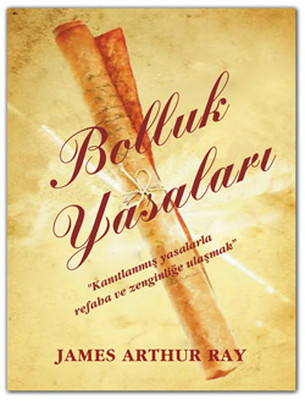 Bolluk
Yasaları
"Kanıtlanmış yasalarla
refaha ve zenginliğe ulaşmak"
JAMES ARTHUR RAY